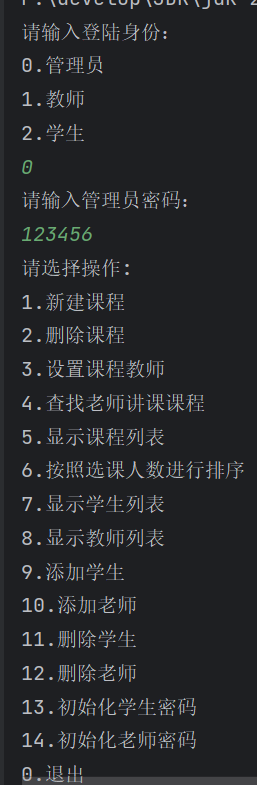 请输入登陆身份:
0.管理员
1.教师
2.学生
0
请输入管理员密码:
123456
请选择操作:
1.新建课程
2.删除课程
3.设置课程教师
4.查找老师讲课课程
5.显示课程列表
6.按照选课人数进行排序
7.显示学生列表
8.显示教师列表
9.添加学生
10.添加老师
11.删除学生
12.删除老师
13.初始化学生密码
14.初始化老师密码
0.退出